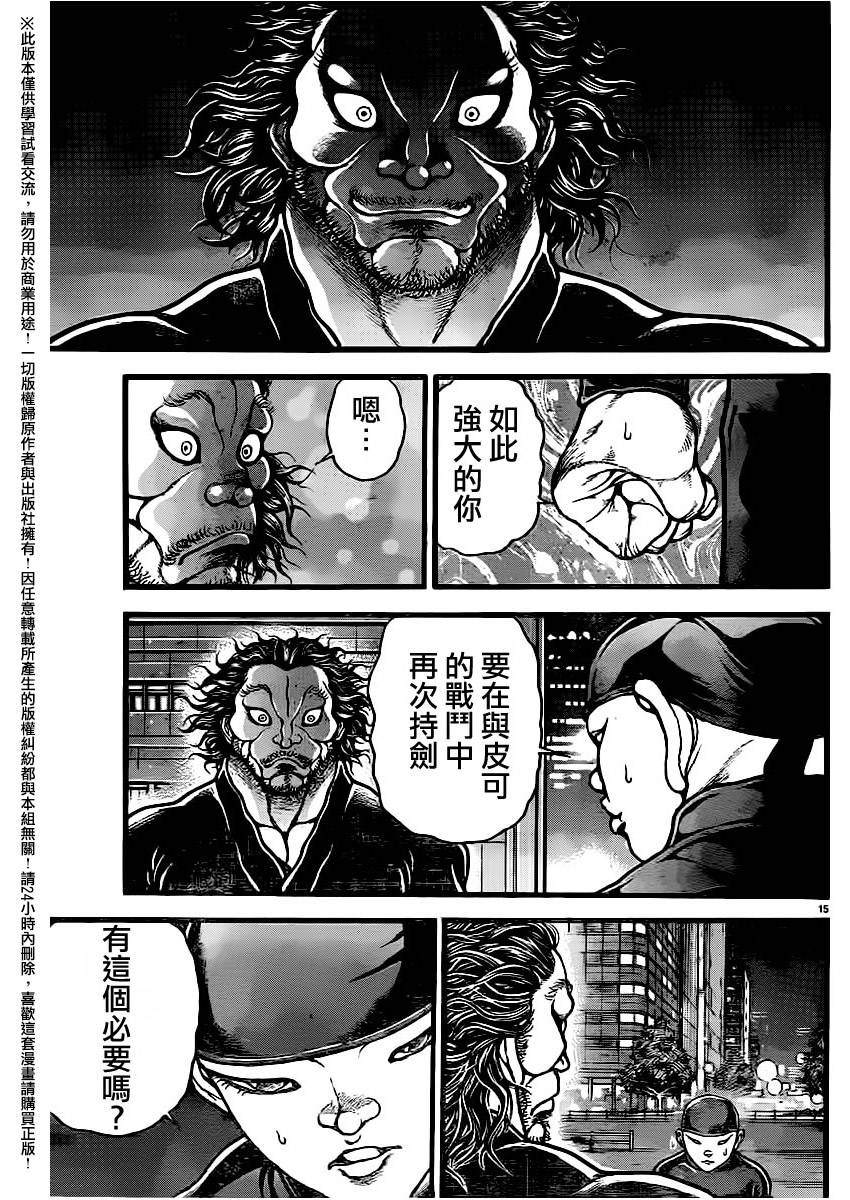 ※此版本僅供學習試看交流，請勿用於商業用途！一切版權歸原作者與出版社擁有！因任意轉載所產生的版權糾紛都與本組無關！請24小時內刪除，喜歡這套漫畫請購買正版！
如此
強大的你
嗯…
要在與皮可
的戰鬥中
再次持劍
15
有這個必要嗎？